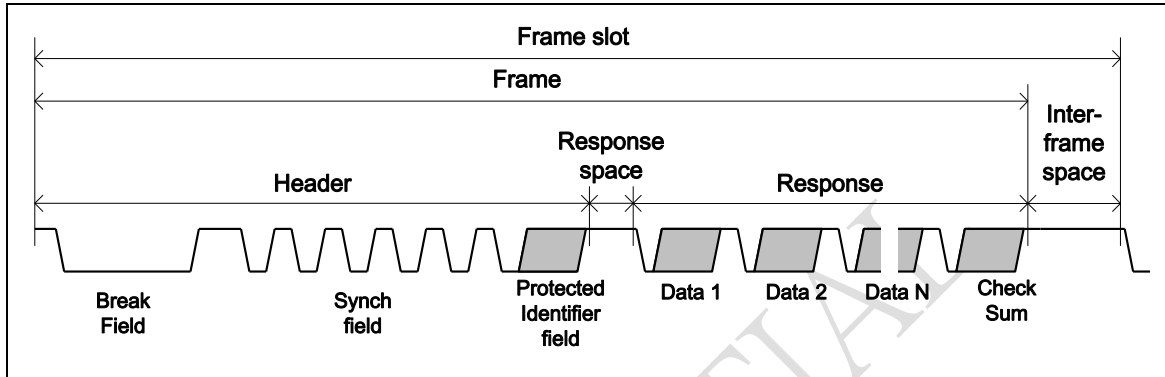 Frame slot
Frame
Inter-
frame
space
Response
space
Header
Response
Break
Field
Synch
field
Protected
Identifier
field
Data 1
Data 2
Data N
Check
Sum